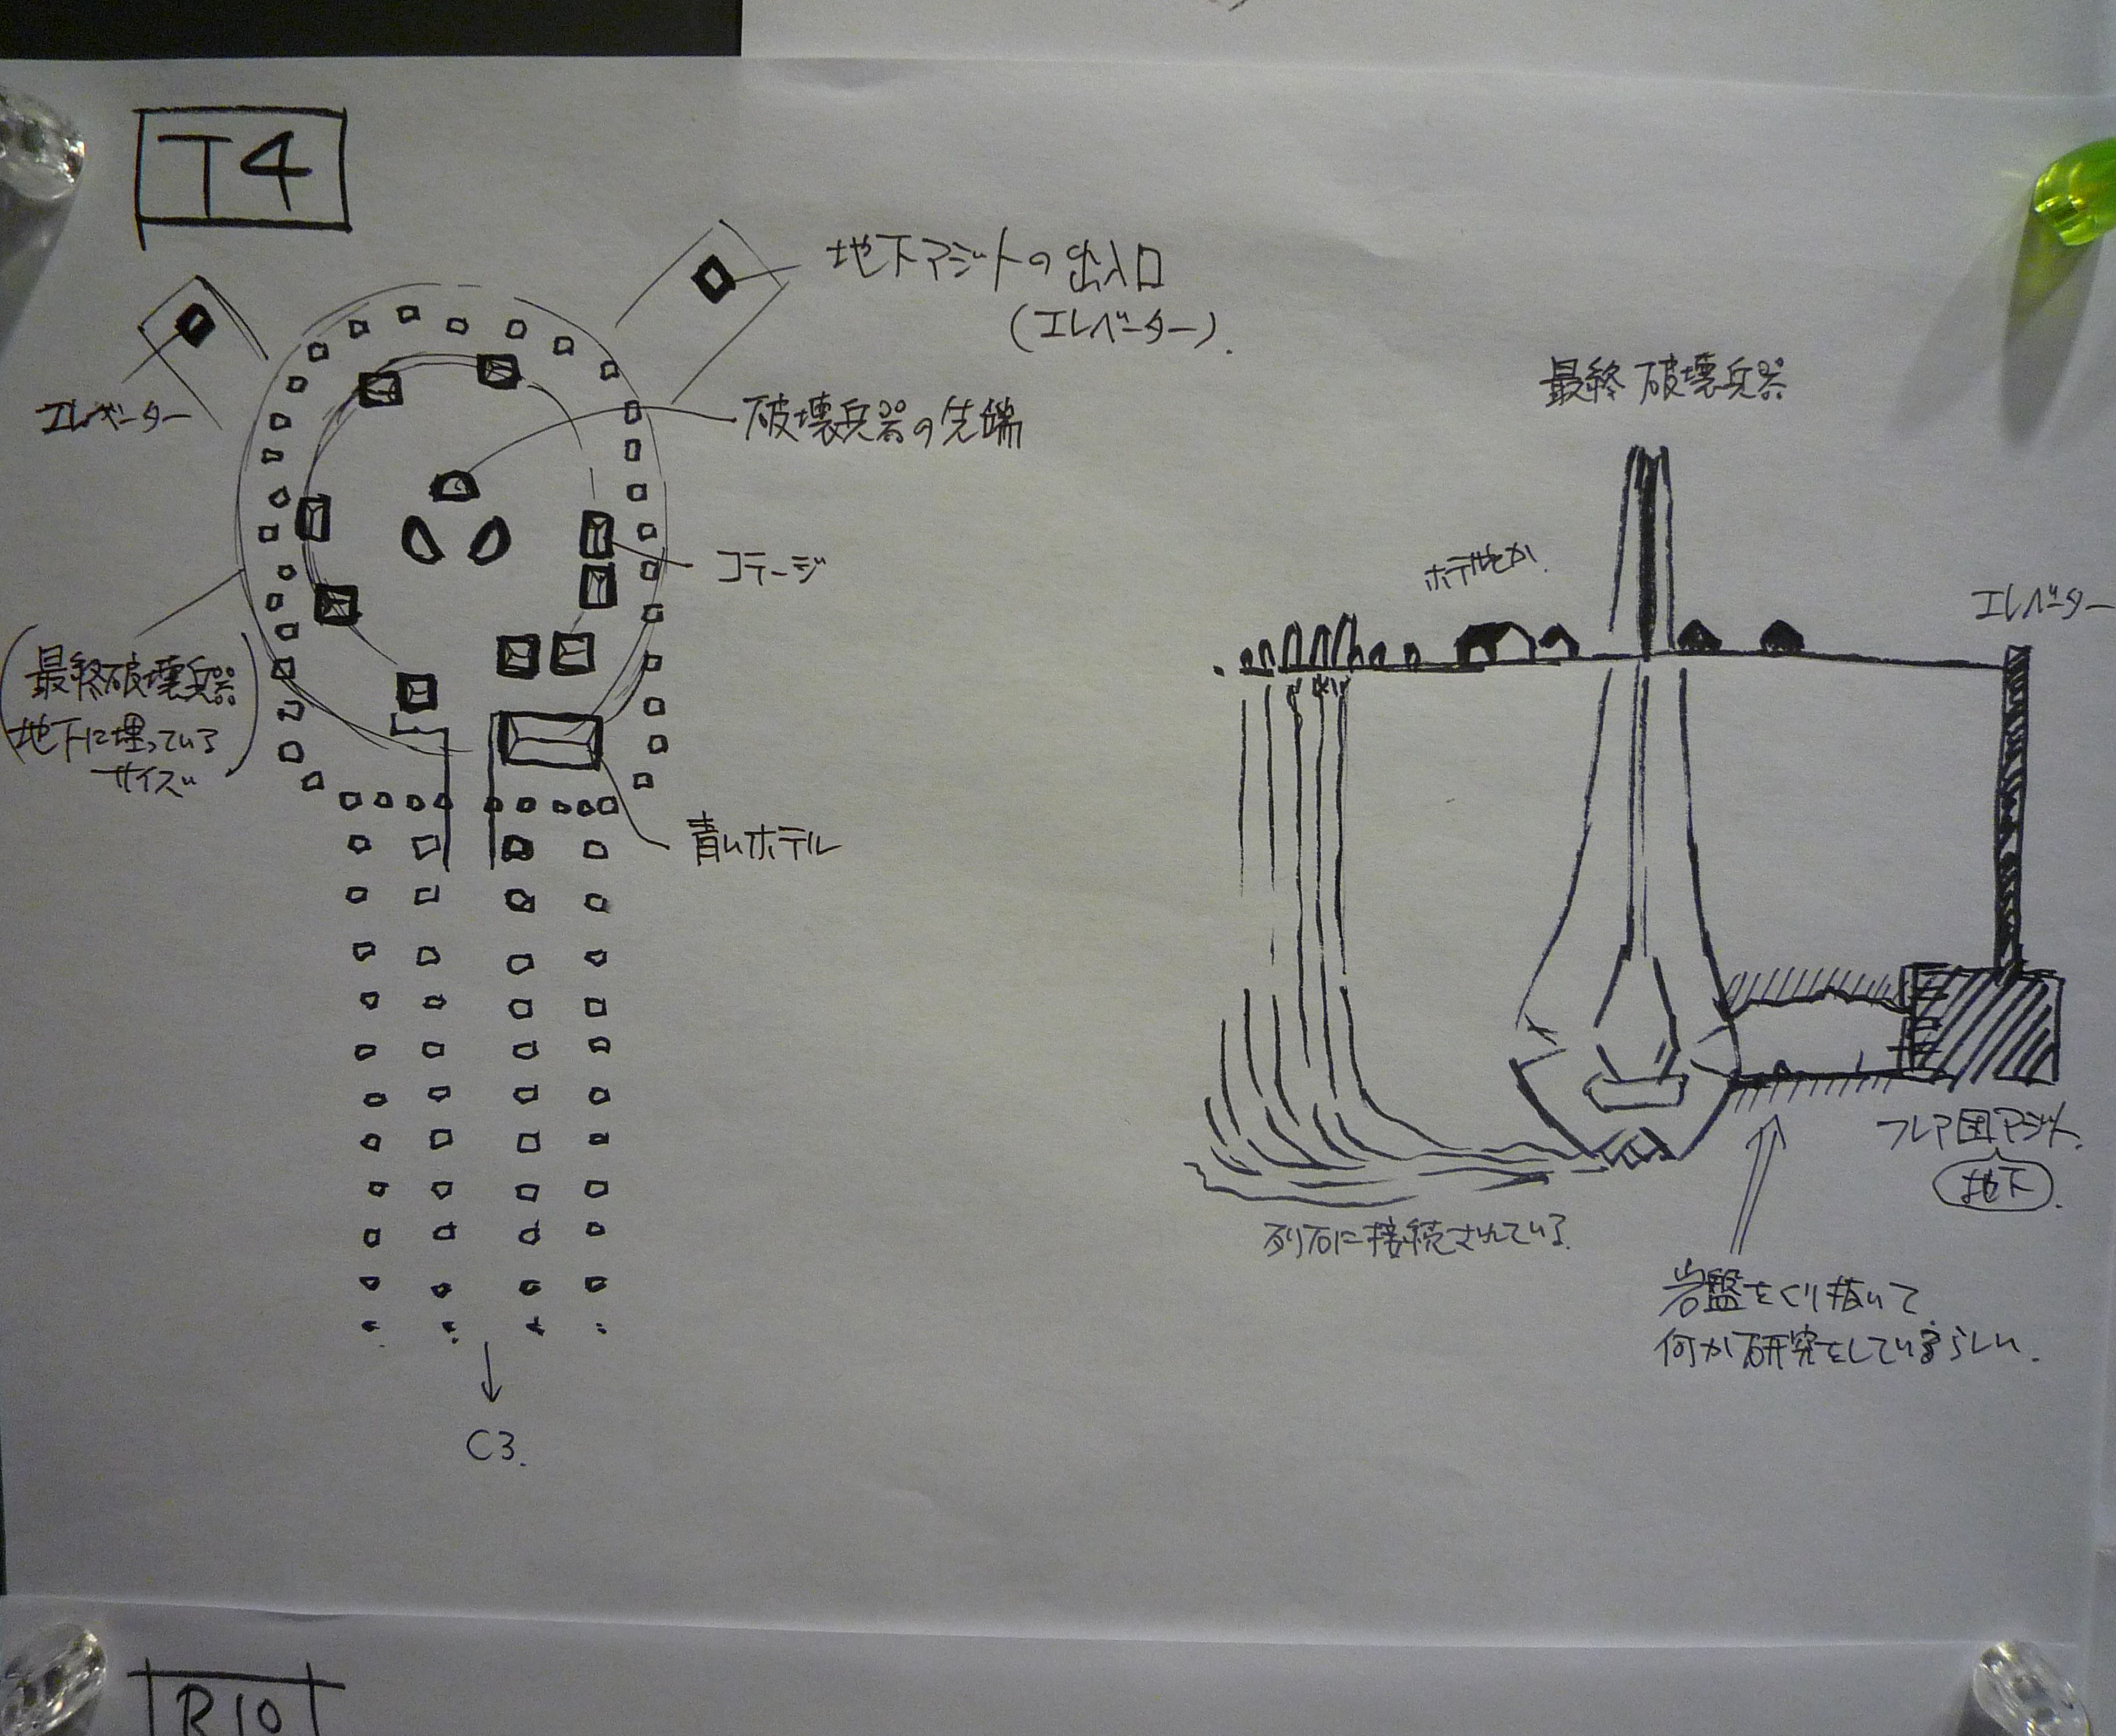 T4
地下アジトの出入口
(エレベーター).
エレベーター
破壊兵器の先端
コテージ
(最終破壊兵器
地下に埋っている
サイズ)
青いホテル
C3.
最終破壊兵器
ホテルとか.
エレベーター
フレア団アジト.
地下.
列石に接続されている.
岩盤をくり抜いて
何か研究をしているらしい.
R10